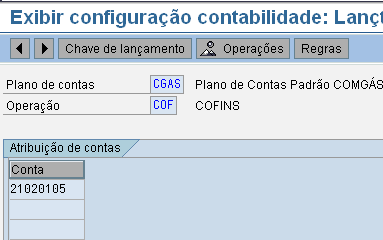 Exibir configuração contabilidade: Lançt
Chave de lançamento Operações Regras
Plano de contas CGAS Plano de Contas Padrão COMGÁS
Operação COF COFINS
Atribuição de contas
Conta
21020105